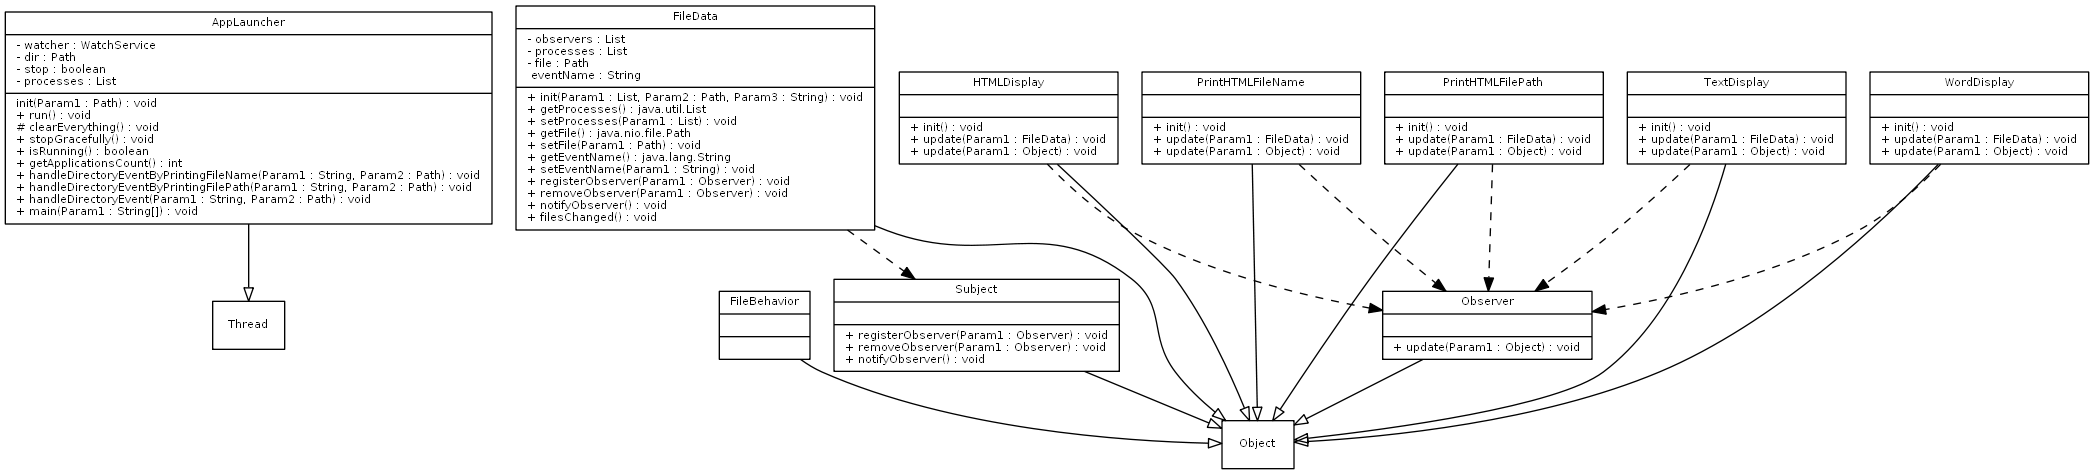 AppLauncher
- watcher : WatchService
- dir : Path
- stop : boolean
- processes : List
init(Param1 : Path) : void
+ run() : void
# clearEverything() : void
+ stopGracefully() : void
+ isRunning() : boolean
+ getApplicationsCount() : int
+ handleDirectoryEventByPrintingFileName(Param1 : String, Param2 : Path) : void
+ handleDirectoryEventByPrintingFilePath(Param1 : String, Param2 : Path) : void
+ handleDirectoryEvent(Param1 : String, Param2 : Path) : void
+ main(Param1 : String[]) : void
FileData
- observers : List
- processes : List
- file : Path
eventName : String
+ init(Param1 : List, Param2 : Path, Param3 : String) : void
+ getProcesses() : java.util.List
+ setProcesses(Param1 : List) : void
+ getFile() : java.nio.file.Path
+ setFile(Param1 : Path) : void
+ getEventName() : java.lang.String
+ setEventName(Param1 : String) : void
+ registerObserver(Param1 : Observer) : void
+ removeObserver(Param1 : Observer) : void
+ notifyObserver() : void
+ filesChanged() : void
HTMLDisplay
+ init() : void
+ update(Param1 : FileData) : void
+ update(Param1 : Object) : void
PrintHTMLFileName
+ init() : void
+ update(Param1 : FileData) : void
+ update(Param1 : Object) : void
PrintHTMLFilePath
+ init() : void
+ update(Param1 : FileData) : void
+ update(Param1 : Object) : void
TextDisplay
+ init() : void
+ update(Param1 : FileData) : void
+ update(Param1 : Object) : void
WordDisplay
+ init() : void
+ update(Param1 : FileData) : void
+ update(Param1 : Object) : void
Thread
FileBehavior
Subject
+ registerObserver(Param1 : Observer) : void
+ removeObserver(Param1 : Observer) : void
+ notifyObserver() : void
Observer
+ update(Param1 : Object) : void
Object